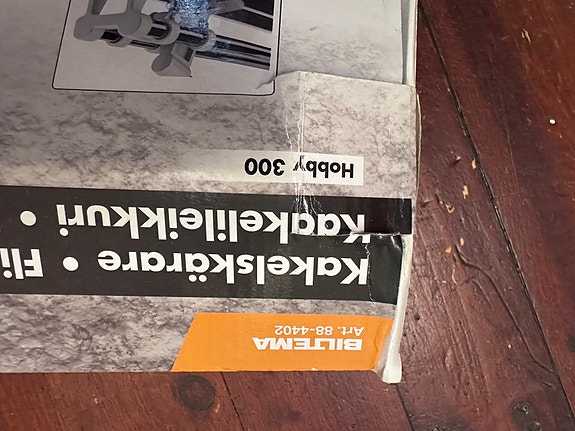 BILTEMA
Art. 88-4402
Kakelskärare • Fli
Kaakelileikkuri •
Hobby 300